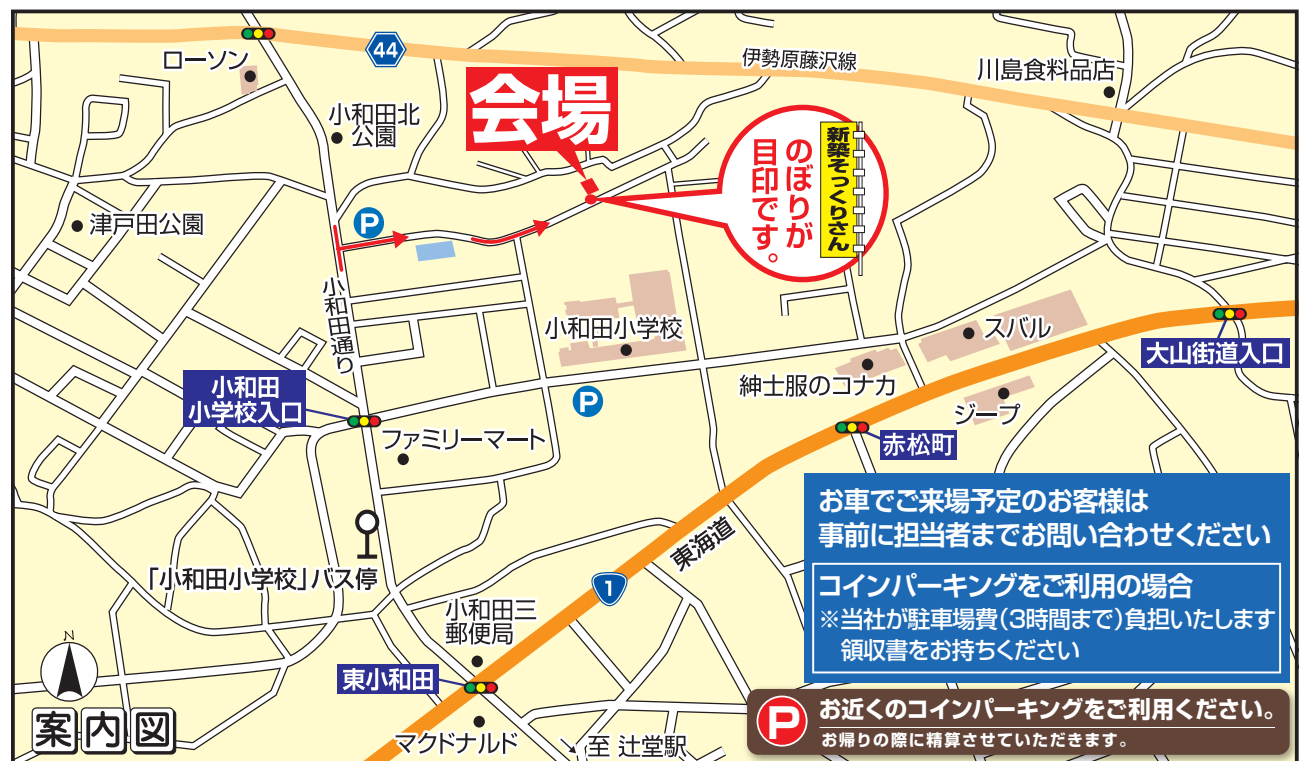 44
伊勢原藤沢線
ローソン
川島食料品店
会場
小和田北
公園
新築そっくりさん
のぼりが
目印です。
P
津戸田公園
小和田通り
小和田小学校
スバル
大山街道入口
紳士服のコナカ
ジープ
小和田
小学校入口
P
ファミリーマート
赤松町
お車でご来場予定のお客様は
事前に担当者までお問い合わせください
コインパーキングをご利用の場合
※当社が駐車場費(3時間まで)負担いたします
領収書をお持ちください
東海道
1
「小和田小学校」バス停
小和田三
郵便局
N
東小和田
P
お近くのコインパーキングをご利用ください。
お帰りの際に精算させていただきます。
案内図
マクドナルド
至 辻堂駅